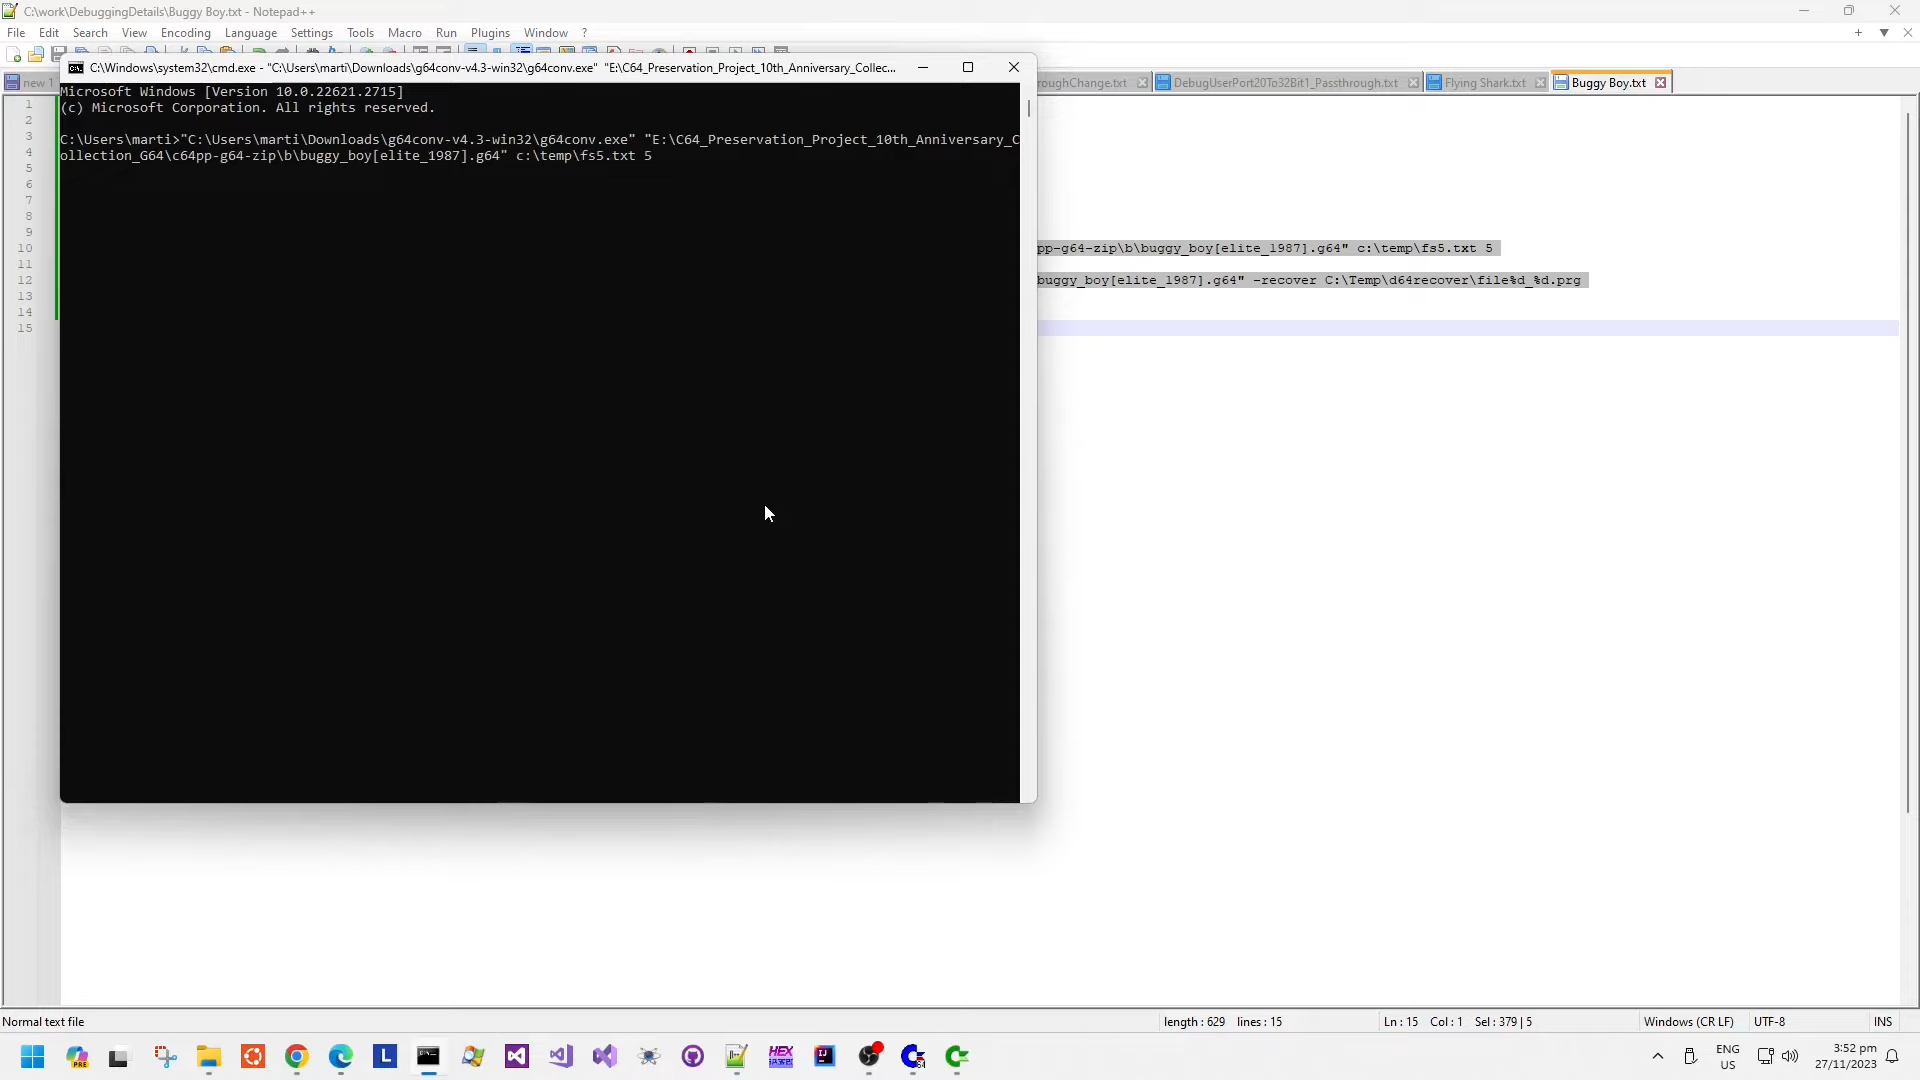 C:\work\DebuggingDetails\Buggy Boy.txt - Notepad++
File Edit Search View Encoding Language Settings Tools Macro Run Plugins Window ?
new 1
roughChange.txt
DebugUserPort20To32Bit1_Passthrough.txt
Flying Shark.txt
Buggy Boy.txt
C:\Windows\system32\cmd.exe - "C:\Users\marti\Downloads\g64conv-v4.3-win32\g64conv.exe" "E:\C64_Preservation_Project_10th_Anniversary_Collec...
Microsoft Windows [Version 10.0.22621.2715]
(c) Microsoft Corporation. All rights reserved.
C:\Users\marti>"C:\Users\marti\Downloads\g64conv-v4.3-win32\g64conv.exe" "E:\C64_Preservation_Project_10th_Anniversary_C
ollection_G64\c64pp-g64-zip\b\buggy_boy[elite_1987].g64" c:\temp\fs5.txt 5
1
2
3
4
5
6
7
8
9
10
pp-g64-zip\b\buggy_boy[elite_1987].g64" c:\temp\fs5.txt 5
11
12
buggy_boy[elite_1987].g64" -recover C:\Temp\d64recover\file%d_%d.prg
13
14
15
Normal text file
length : 629 lines : 15
Ln : 15 Col : 1 Sel : 379 | 5
Windows (CR LF)
UTF-8
INS
PRE
L
HEX
IJ
64
ENG
US
3:52 pm
27/11/2023